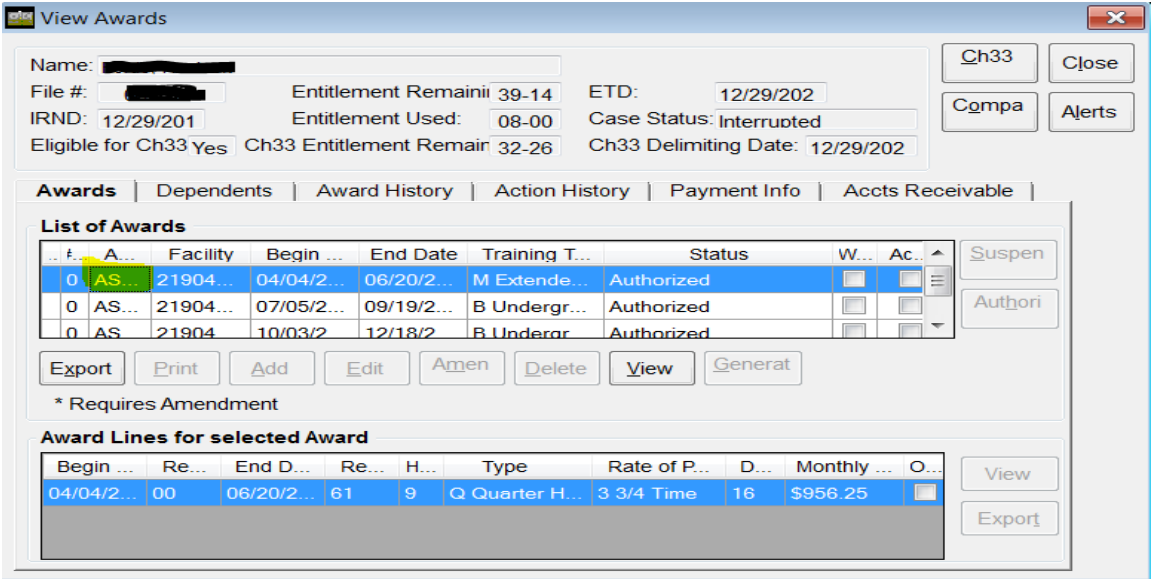 View Awards
Name:
Ch33
Close
File #:
Entitlement Remainin 39-14
ETD: 12/29/202
Compa
Alerts
IRND: 12/29/201
Entitlement Used: 08-00
Case Status: Interrupted
Eligible for Ch33 Yes
Ch33 Entitlement Remain 32-26
Ch33 Delimiting Date: 12/29/202
Awards | Dependents | Award History | Action History | Payment Info | Accts Receivable |
List of Awards
A... Facility Begin ... End Date Training T... Status W... Ac..
Suspen
0 AS... 21904... 04/04/2... 06/20/2... M Extende... Authorized
0 AS... 21904... 07/05/2... 09/19/2... B Undergr... Authorized
Authori
0 AS... 21904... 10/03/2... 12/18/2... B Undergr... Authorized
Export Print Add Edit Amen Delete View Generat
* Requires Amendment
Award Lines for selected Award
Begin ... Re... End D... Re... H... Type Rate of P... D... Monthly ... O...
View
04/04/2... 00 06/20/2... 61 9 Q Quarter H... 3 3/4 Time 16 $956.25
Export